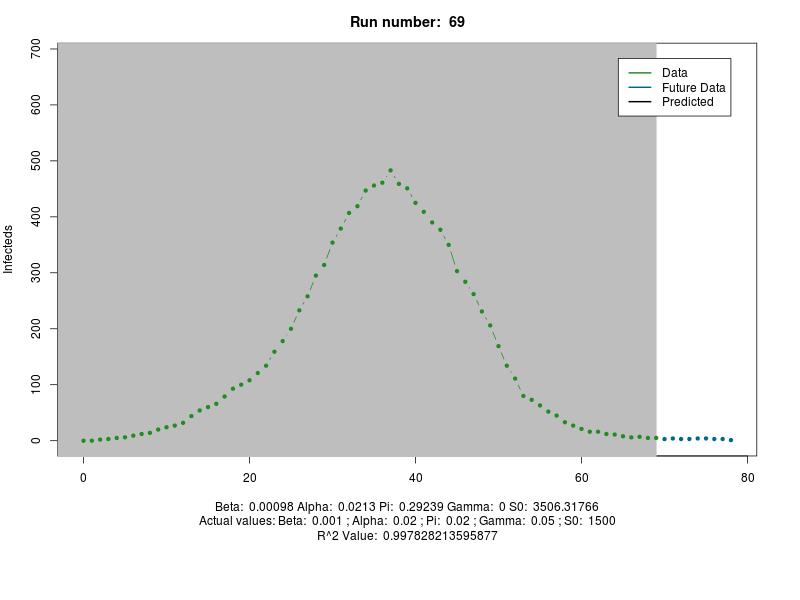 Run number: 69
700
600
500
400
300
200
100
0
Infecteds
Data
Future Data
Predicted
0 20 40 60 80
Beta: 0.00098 Alpha: 0.0213 Pi: 0.29239 Gamma: 0 S0: 3506.31766
Actual values: Beta: 0.001 ; Alpha: 0.02 ; Pi: 0.02 ; Gamma: 0.05 ; S0: 1500
R^2 Value: 0.997828213595877